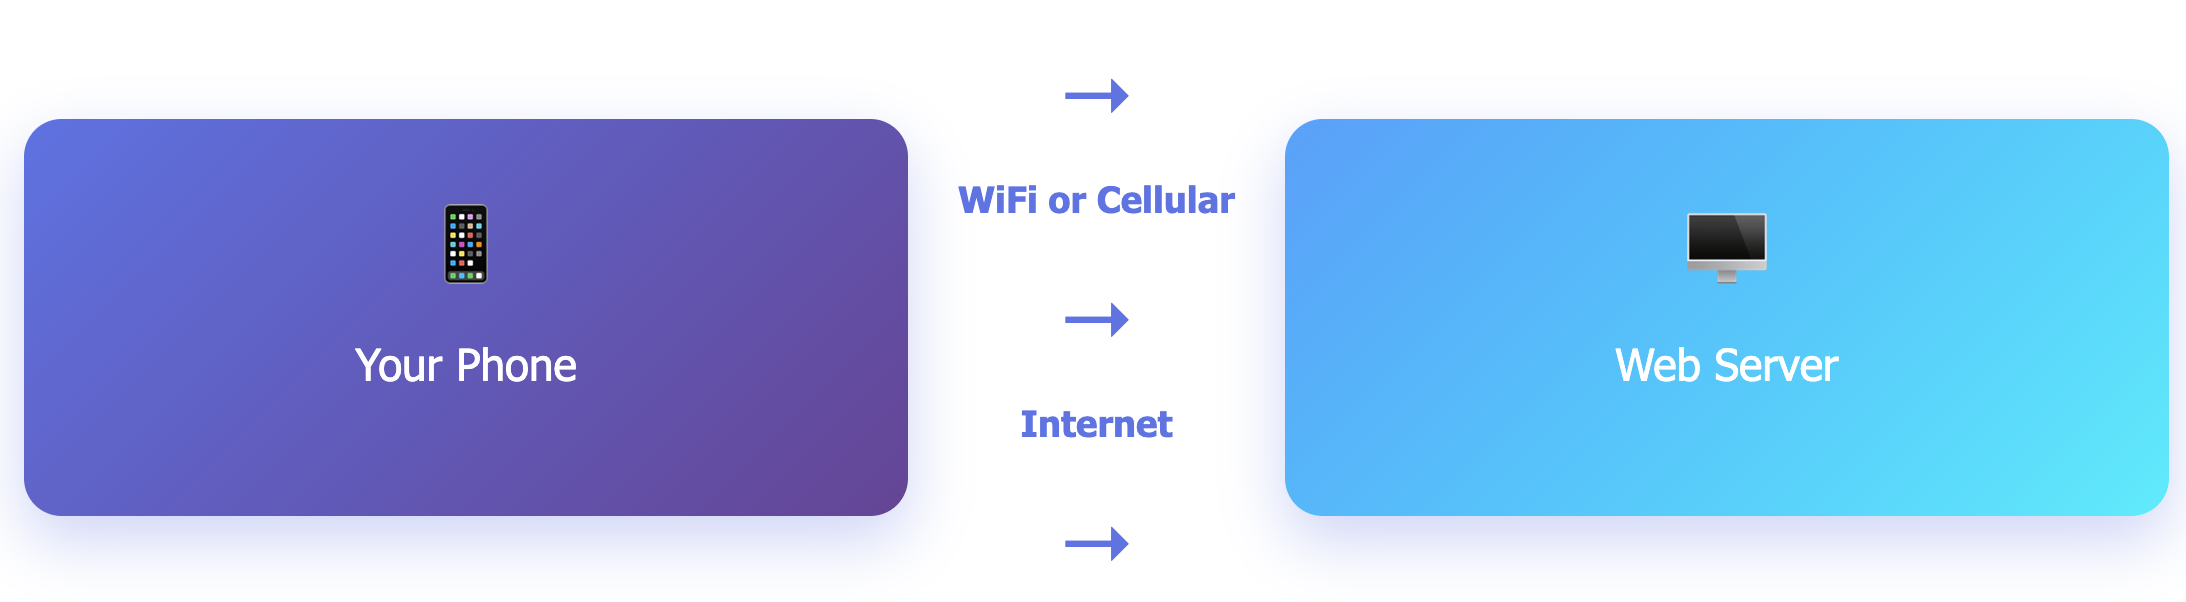 Your Phone
→
WiFi or Cellular
→
Internet
→
Web Server